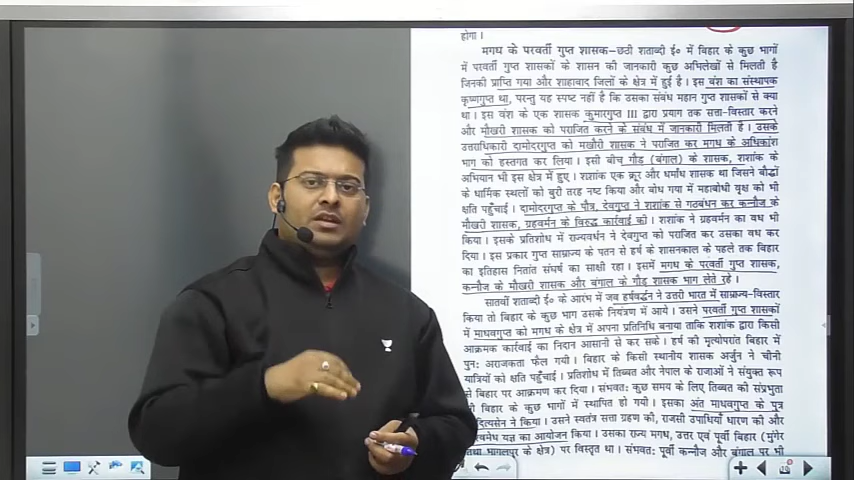 होगा ।
मगध के परवर्ती गुप्त शासक–छठी शताब्दी ई० में बिहार के कुछ भागों
में परवर्ती गुप्त शासकों के शासन की जानकारी कुछ अभिलेखों से मिलती है
जिनकी प्राप्ति गया और शाहाबाद जिलों के क्षेत्र में हुई है । इस वंश का संस्थापक
कृष्णगुप्त था, परन्तु यह स्पष्ट नहीं है कि उसका संबंध महान गुप्त शासकों से क्या
था । इस वंश के एक शासक कुमारगुप्त III द्वारा प्रयाग तक सत्ता-विस्तार करने
और मौखरी शासक को पराजित करने के संबंध में जानकारी मिलती है । उसके
उत्तराधिकारी दामोदरगुप्त को मखौरी शासक ने पराजित कर मगध के अधिकांश
भाग को हस्तगत कर लिया । इसी बीच गौड़ (बंगाल) के शासक, शशांक के
अभियान भी इस क्षेत्र में हुए । शशांक एक क्रूर और धर्मांध शासक था जिसने बौद्धों
के धार्मिक स्थलों को बुरी तरह नष्ट किया और बोध गया में महाबोधी वृक्ष को भी
क्षति पहुँचाई । दामोदरगुप्त के पौत्र, देवगुप्त ने शशांक से गठबंधन कर कन्नौज के
मौखरी शासक, ग्रहवर्मन के विरुद्ध कार्रवाई की । शशांक ने ग्रहवर्मन का वध भी
किया । इसके प्रतिशोध में राज्यवर्धन ने देवगुप्त को पराजित कर उसका वध कर
दिया । इस प्रकार गुप्त साम्राज्य के पतन से हर्ष के शासनकाल के पहले तक बिहार
का इतिहास नितांत संघर्ष का साक्षी रहा । इसमें मगध के परवर्ती गुप्त शासक,
कन्नौज के मौखरी शासक और बंगाल के गौड़ शासक भाग लेते रहे ।
सातवीं शताब्दी ई० के आरंभ में जब हर्षवर्द्धन ने उत्तरी भारत में साम्राज्य-विस्तार
किया तो बिहार के कुछ भाग उसके नियंत्रण में आये । उसने परवर्ती गुप्त शासकों
में माधवगुप्त को मगध के क्षेत्र में अपना प्रतिनिधि बनाया ताकि शशांक द्वारा किसी
आक्रमक कार्रवाई का निदान आसानी से कर सके । हर्ष की मृत्योपरांत बिहार में
पुनः अराजकता फैल गयी । बिहार के किसी स्थानीय शासक अर्जुन ने चीनी
यात्रियों को क्षति पहुँचाई । प्रतिशोध में तिब्बत और नेपाल के राजाओं ने संयुक्त रूप
से बिहार पर आक्रमण कर दिया । संभवतः कुछ समय के लिए तिब्बत की संप्रभुता
बिहार के कुछ भागों में स्थापित हो गयी । इसका अंत माधवगुप्त के पुत्र
दित्यसेन ने किया । उसने स्वतंत्र सत्ता ग्रहण की, राजसी उपाधियाँ धारण की और
श्वमेध यज्ञ का आयोजन किया । उसका राज्य मगध, उत्तर एवं पूर्वी बिहार (मुंगेर
तथा भागलपुर के क्षेत्र) पर विस्तृत था । संभवतः पूर्वी कन्नौज और बंगाल पर भी